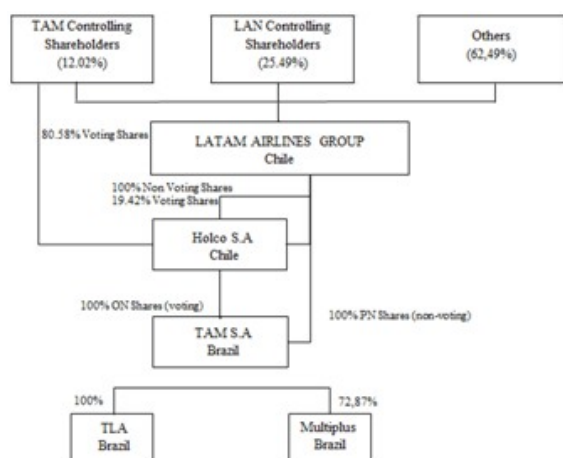 TAM Controlling
Shareholders
(12.02%)
LAN Controlling
Shareholders
(25.49%)
Others
(62,49%)
80.58% Voting Shares
LATAM AIRLINES GROUP
Chile
100% Non Voting Shares
19.42% Voting Shares
Holco S.A
Chile
100% ON Shares (voting)
100% PN Shares (non-voting)
TAM S.A
Brazil
100%
72,87%
TLA
Brazil
Multiplus
Brazil